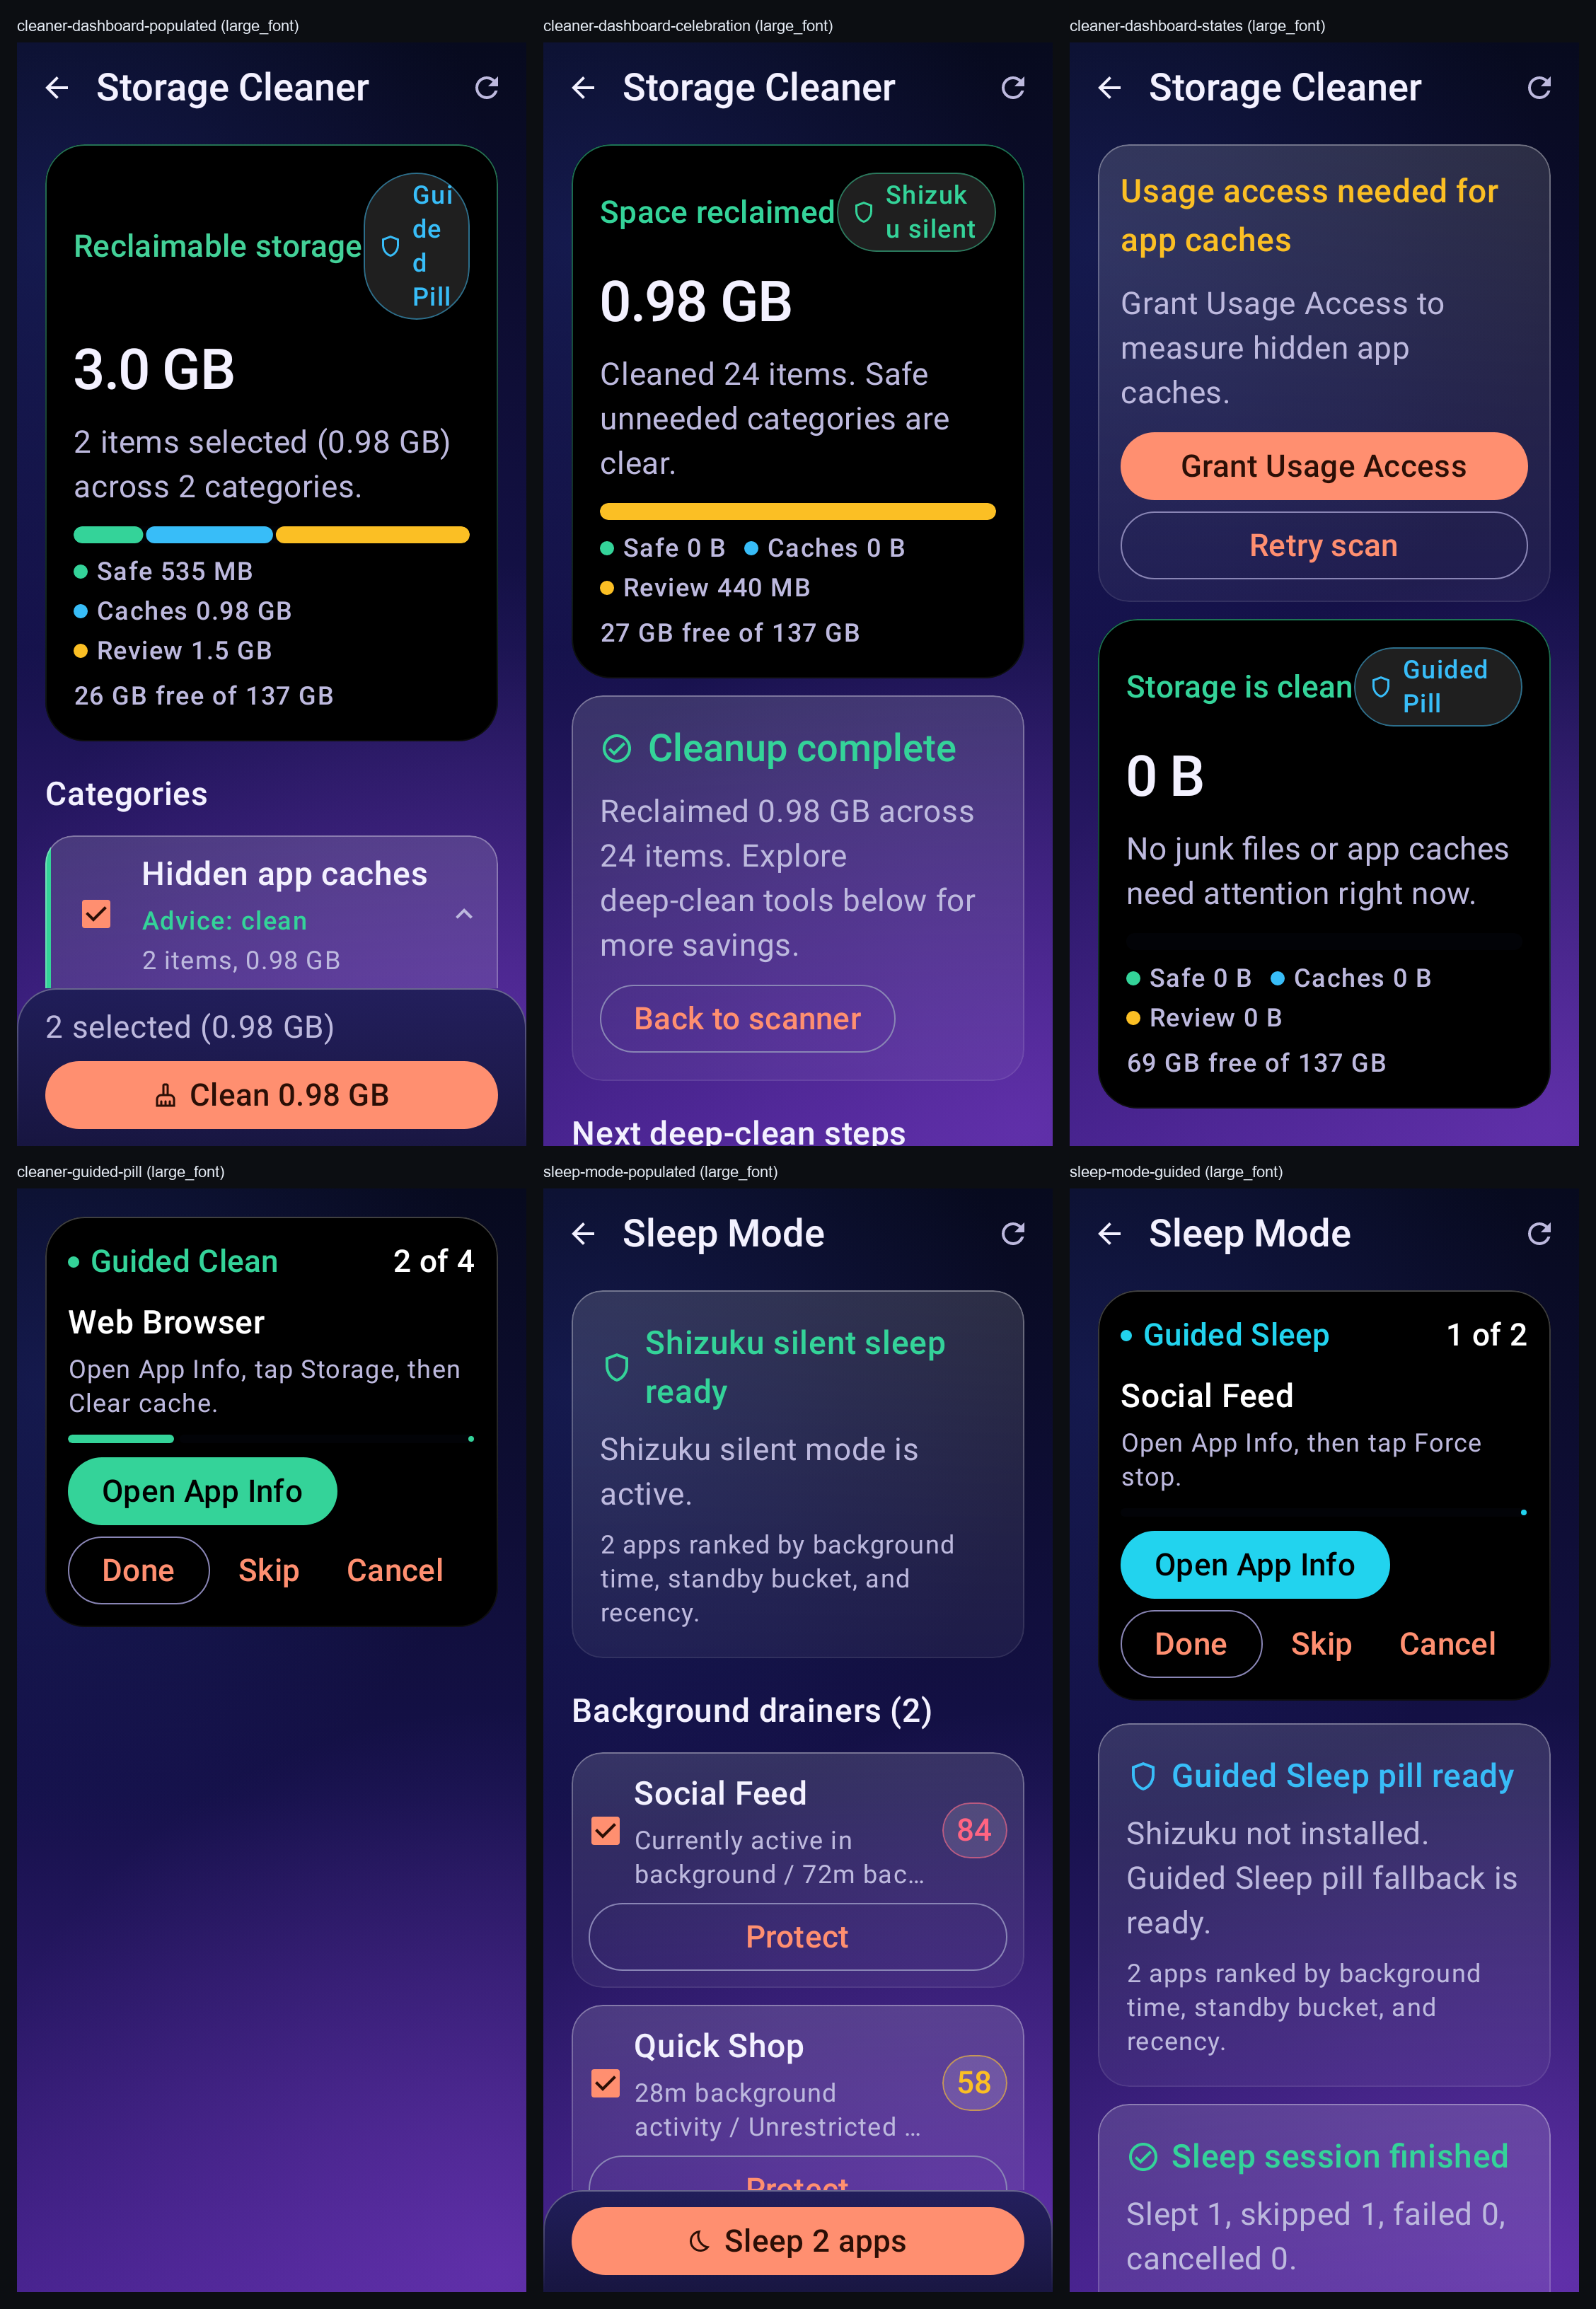 cleaner-dashboard-populated (large_font)
Storage Cleaner
Reclaimable storage
Gui
de
d
Pill
3.0 GB
2 items selected (0.98 GB)
across 2 categories.
Safe 535 MB
Caches 0.98 GB
Review 1.5 GB
26 GB free of 137 GB
Categories
Hidden app caches
Advice: clean
2 items, 0.98 GB
2 selected (0.98 GB)
Clean 0.98 GB
cleaner-dashboard-celebration (large_font)
Storage Cleaner
Space reclaimed
Shizuk
u silent
0.98 GB
Cleaned 24 items. Safe
unneeded categories are
clear.
Safe 0 B Caches 0 B
Review 440 MB
27 GB free of 137 GB
Cleanup complete
Reclaimed 0.98 GB across
24 items. Explore
deep-clean tools below for
more savings.
Back to scanner
Next deep-clean steps
cleaner-dashboard-states (large_font)
Storage Cleaner
Usage access needed for
app caches
Grant Usage Access to
measure hidden app
caches.
Grant Usage Access
Retry scan
Storage is clean
Guided
Pill
0 B
No junk files or app caches
need attention right now.
Safe 0 B Caches 0 B
Review 0 B
69 GB free of 137 GB
cleaner-guided-pill (large_font)
Guided Clean 2 of 4
Web Browser
Open App Info, tap Storage, then
Clear cache.
Open App Info
Done Skip Cancel
sleep-mode-populated (large_font)
Sleep Mode
Shizuku silent sleep
ready
Shizuku silent mode is
active.
2 apps ranked by background
time, standby bucket, and
recency.
Background drainers (2)
Social Feed
Currently active in
background / 72m bac...
84
Protect
Quick Shop
28m background
activity / Unrestricted ...
58
Protect
Sleep 2 apps
sleep-mode-guided (large_font)
Sleep Mode
Guided Sleep 1 of 2
Social Feed
Open App Info, then tap Force
stop.
Open App Info
Done Skip Cancel
Guided Sleep pill ready
Shizuku not installed.
Guided Sleep pill fallback is
ready.
2 apps ranked by background
time, standby bucket, and
recency.
Sleep session finished
Slept 1, skipped 1, failed 0,
cancelled 0.